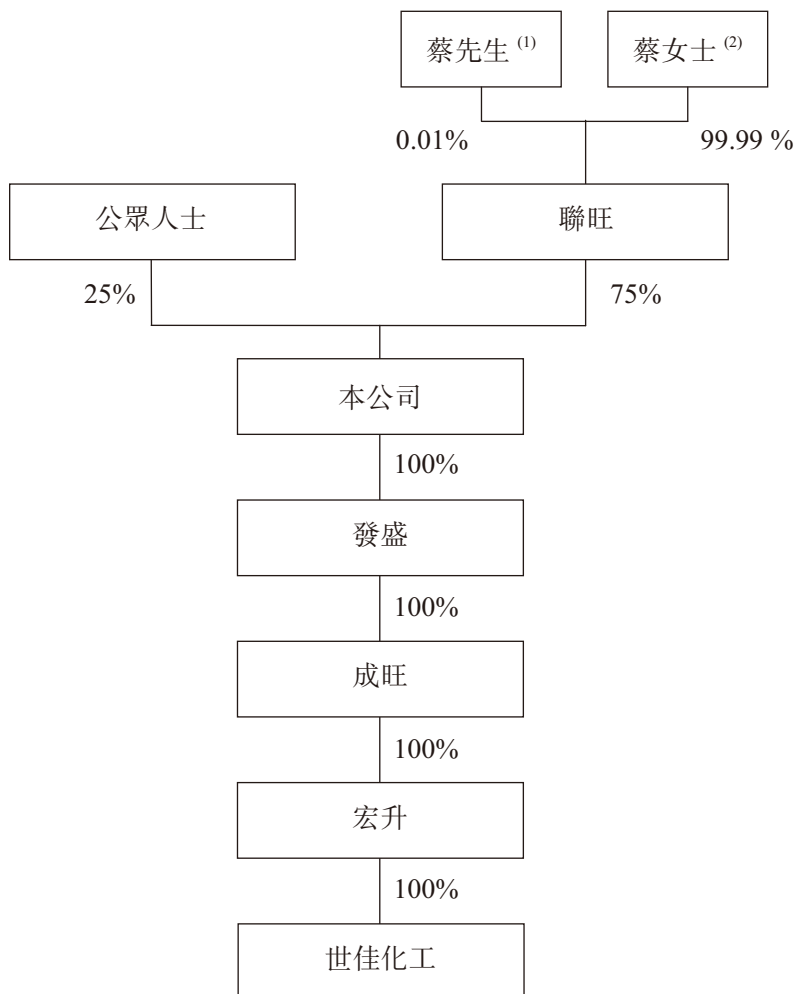 蔡先生 (1)
蔡女士 (2)
0.01%
99.99 %
公眾人士
聯旺
25%
75%
本公司
100%
發盛
100%
成旺
100%
宏升
100%
世佳化工